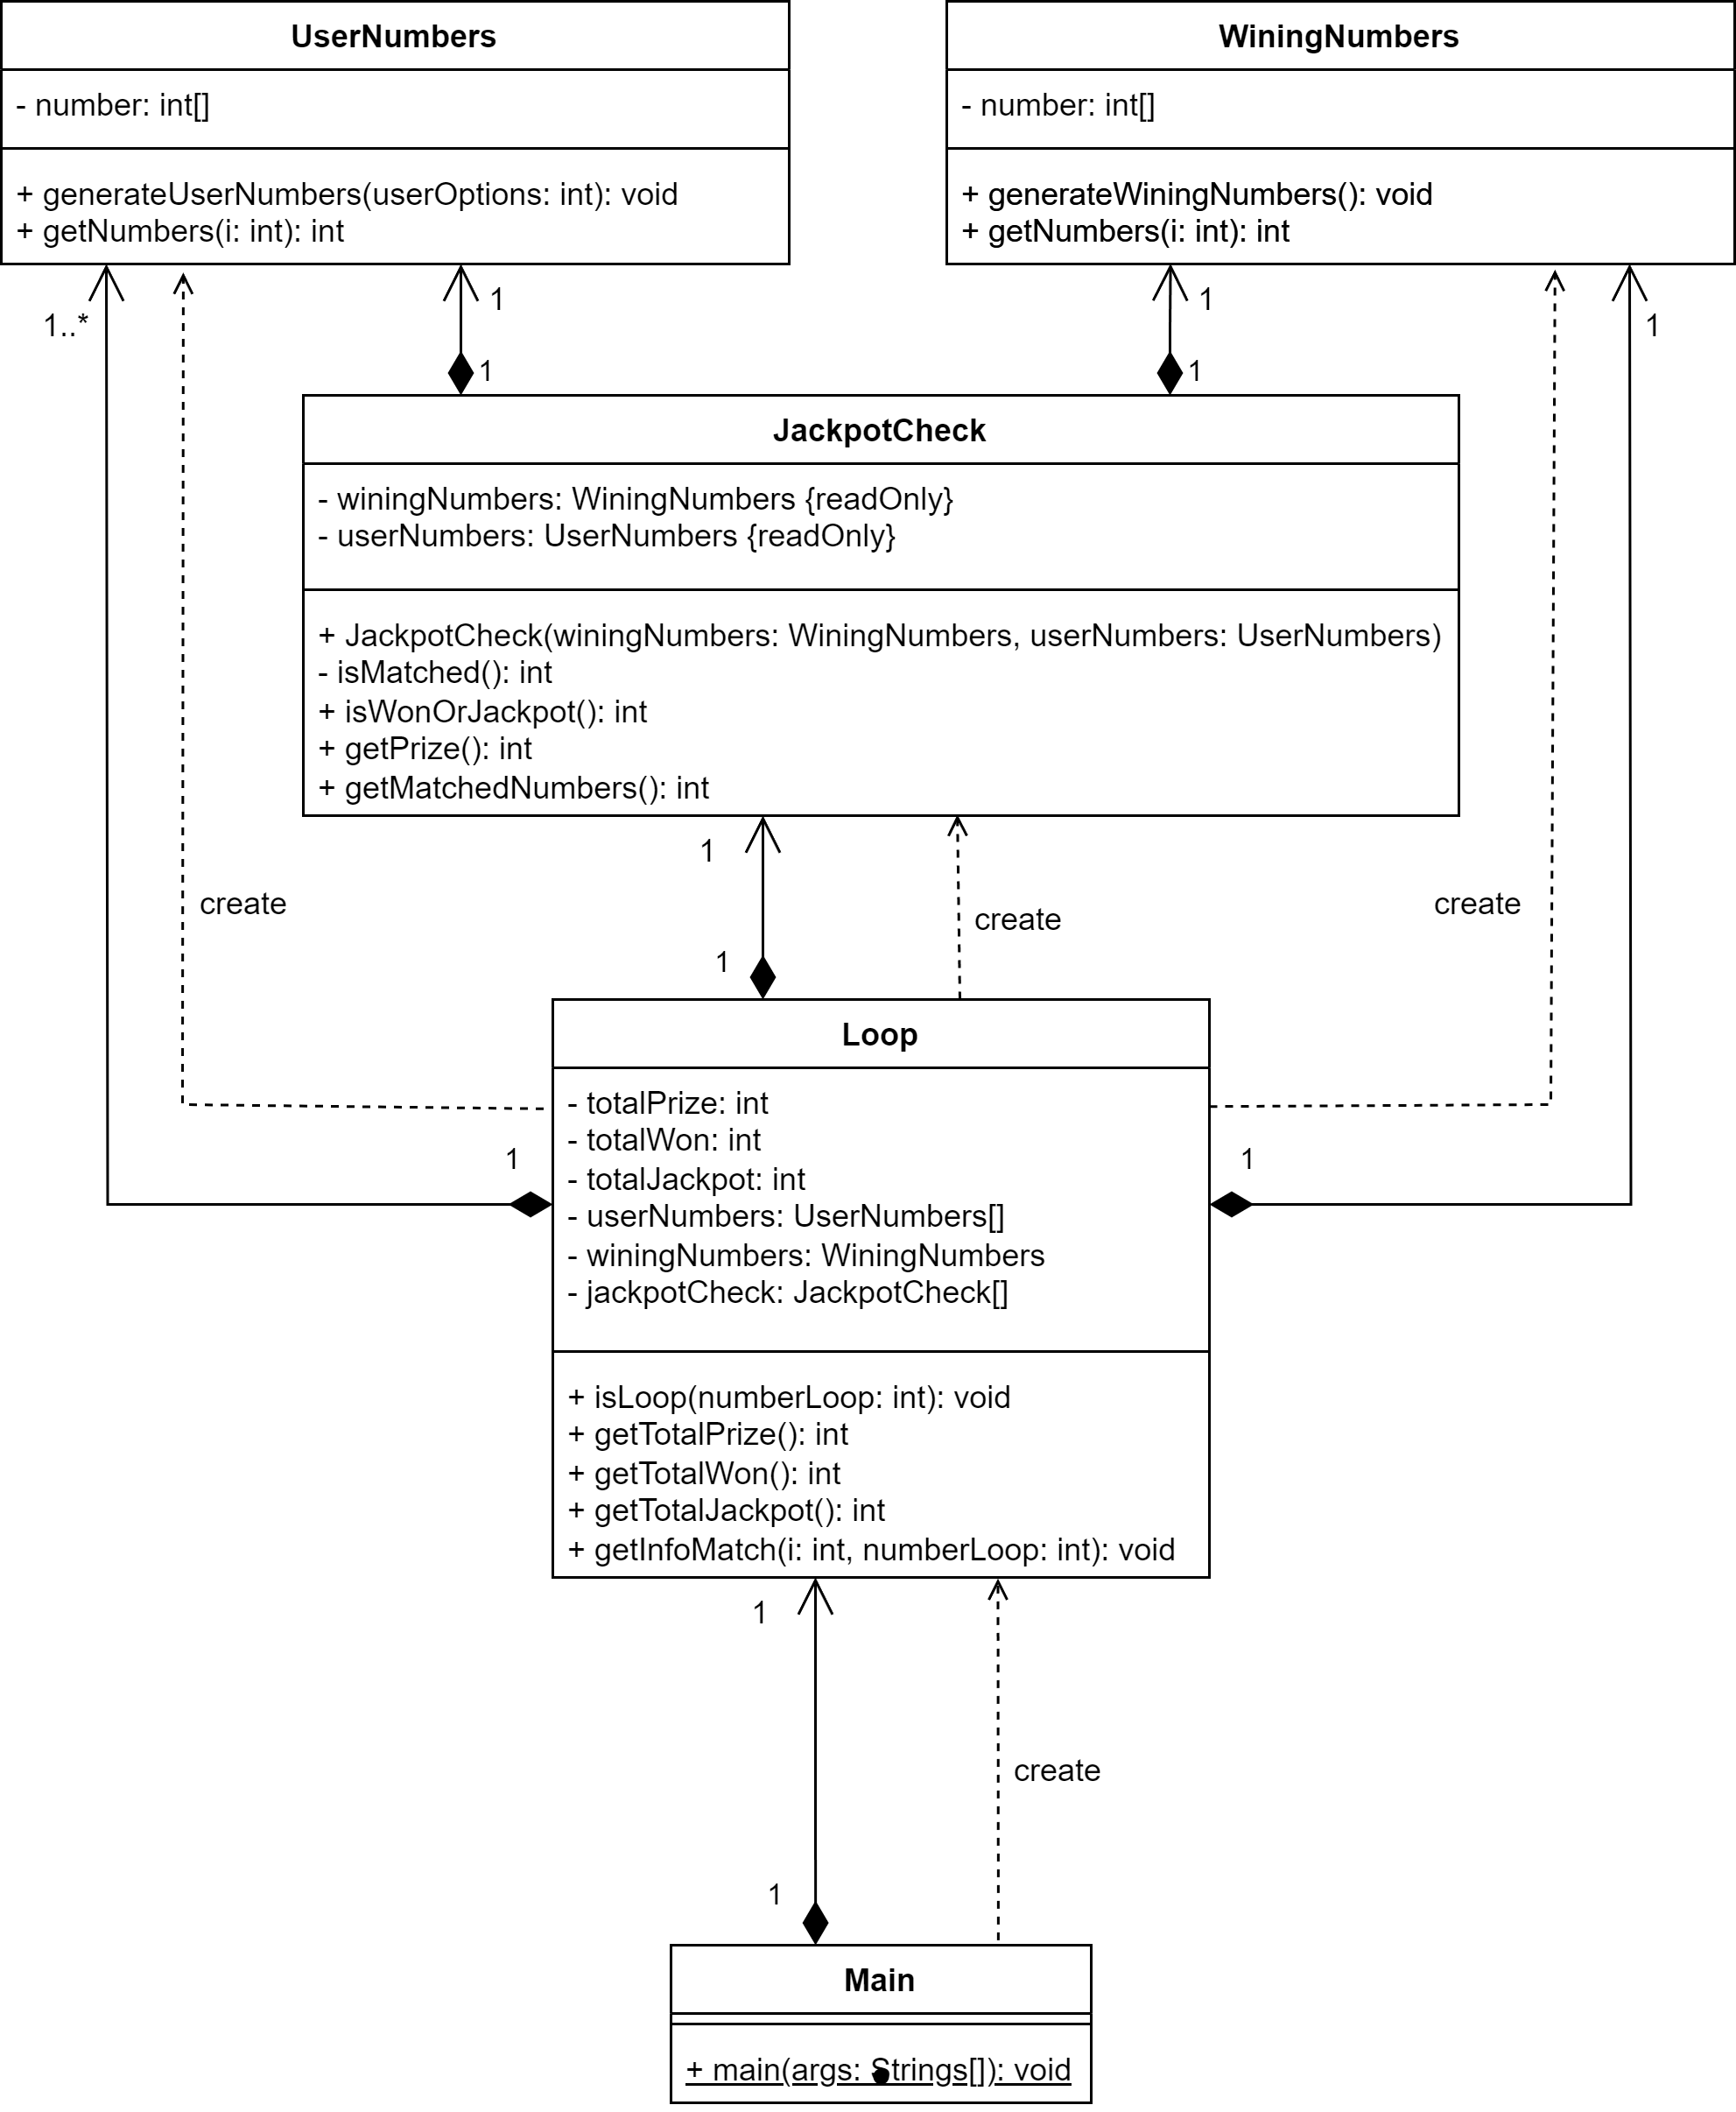 UserNumbers
- number: int[]
+ generateUserNumbers(userOptions: int): void
+ getNumbers(i: int): int
WiningNumbers
- number: int[]
+ generateWiningNumbers(): void
+ getNumbers(i: int): int
1..*
1
1
1
1
1
JackpotCheck
- winingNumbers: WiningNumbers {readOnly}
- userNumbers: UserNumbers {readOnly}
+ JackpotCheck(winingNumbers: WiningNumbers, userNumbers: UserNumbers)
- isMatched(): int
+ isWonOrJackpot(): int
+ getPrize(): int
+ getMatchedNumbers(): int
1
create
create
create
1
1
1
Loop
- totalPrize: int
- totalWon: int
- totalJackpot: int
- userNumbers: UserNumbers[]
- winingNumbers: WiningNumbers
- jackpotCheck: JackpotCheck[]
+ isLoop(numberLoop: int): void
+ getTotalPrize(): int
+ getTotalWon(): int
+ getTotalJackpot(): int
+ getInfoMatch(i: int, numberLoop: int): void
1
create
1
Main
+ main(args: Strings[]): void